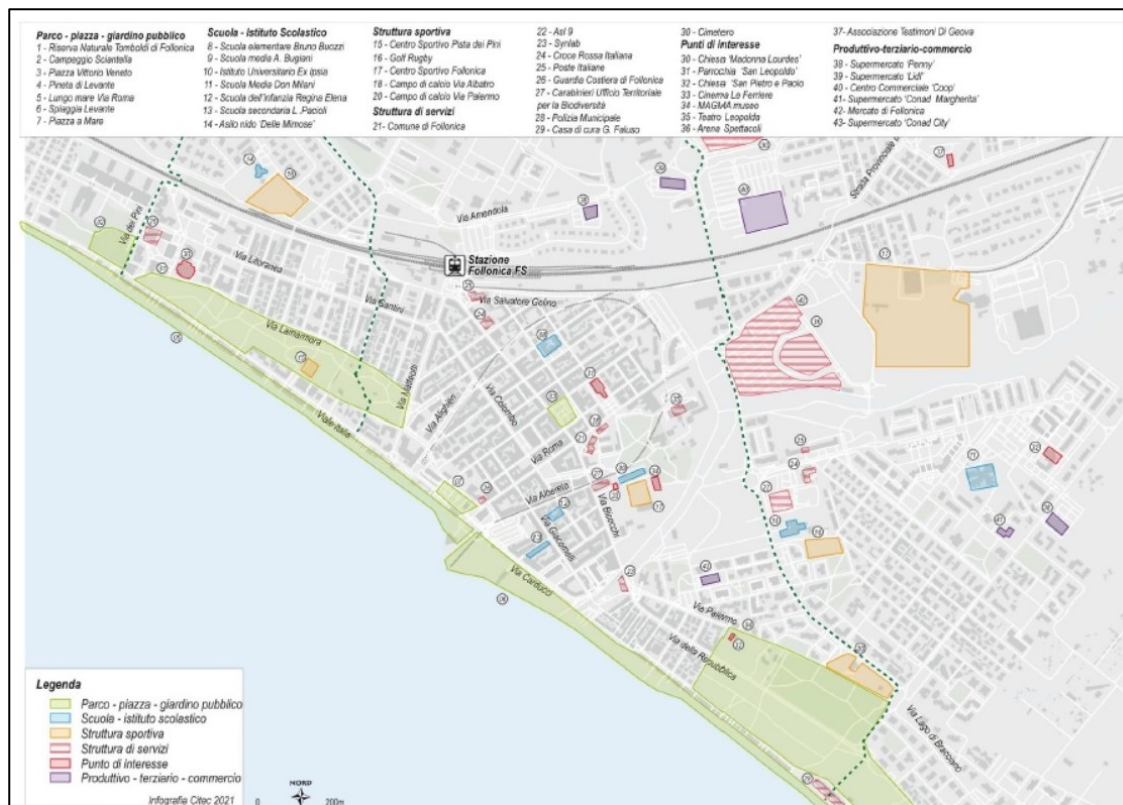 Parco - piazza - giardino pubblico
1 - Riserva Naturale Tomboldi di Follonica
2 - Campeggio Sciantella
3 - Piazza Vittorio Veneto
4 - Pineta di Levante
5 - Lungo mare Via Roma
6 - Spiaggia Levante
7 - Piazza a Mare
Scuola - Istituto Scolastico
8 - Scuola elementare Bruno Buozzi
9 - Scuola media A. Bugiani
10 - Istituto Universitario Ex Ipsia
11 - Scuola Media Don Milani
12 - Scuola dell'infanzia Regina Elena
13 - Scuola secondaria L .Pacioli
14 - Asilo nido 'Delle Mimose'
Struttura sportiva
15 - Centro Sportivo Pista dei Pini
16 - Golf Rugby
17 - Centro Sportivo Follonica
18 - Campo di calcio Via Albatro
20 - Campo di calcio Via Palermo
Struttura di servizi
21- Comune di Follonica
22 - Asl 9
23 - Synlab
24 - Croce Rossa Italiana
25 - Poste Italiane
26 - Guardia Costiera di Follonica
27 - Carabinieri Ufficio Territoriale
per la Biodiversità
28 - Polizia Municipale
29 - Casa di cura G. Faluso
30 - Cimetero
Punti di interesse
30 - Chiesa 'Madonna Lourdes'
31 - Parrochia 'San Leopoldo'
32 - Chiesa 'San Pietro e Paolo
33 - Cinema Le Ferriere
34 - MAGMA museo
35 - Teatro Leopolda
36 - Arena Spettacoli
37- Associazione Testimoni Di Geova
Produttivo-terziario-commercio
38 - Supermercato 'Penny'
39 - Supermercato 'Lidl'
40 - Centro Commerciale 'Coop'
41- Supermercato 'Conad Margherita'
42 - Mercato di Follonica
43- Supermercato 'Conad City'
Strada Provinciale
Via dei Pini
Via Amendola
Via Litoranea
Stazione
Follonica FS
Via Salvatore Golino
Via Santini
Via Lamarmora
Via Matteotti
Via Alighieri
Via Colombo
Viale Italia
Via Roma
Via Albereta
Via Bicocchi
Via Giacomelli
Via Carducci
Via Palermo
Via della Repubblica
Via Lago di Bracciano
Legenda
Parco - piazza - giardino pubblico
Scuola - istituto scolastico
Struttura sportiva
Struttura di servizi
Punto di interesse
Produttivo - terziario - commercio
NORD
Infografia Citec 2021
0
200m